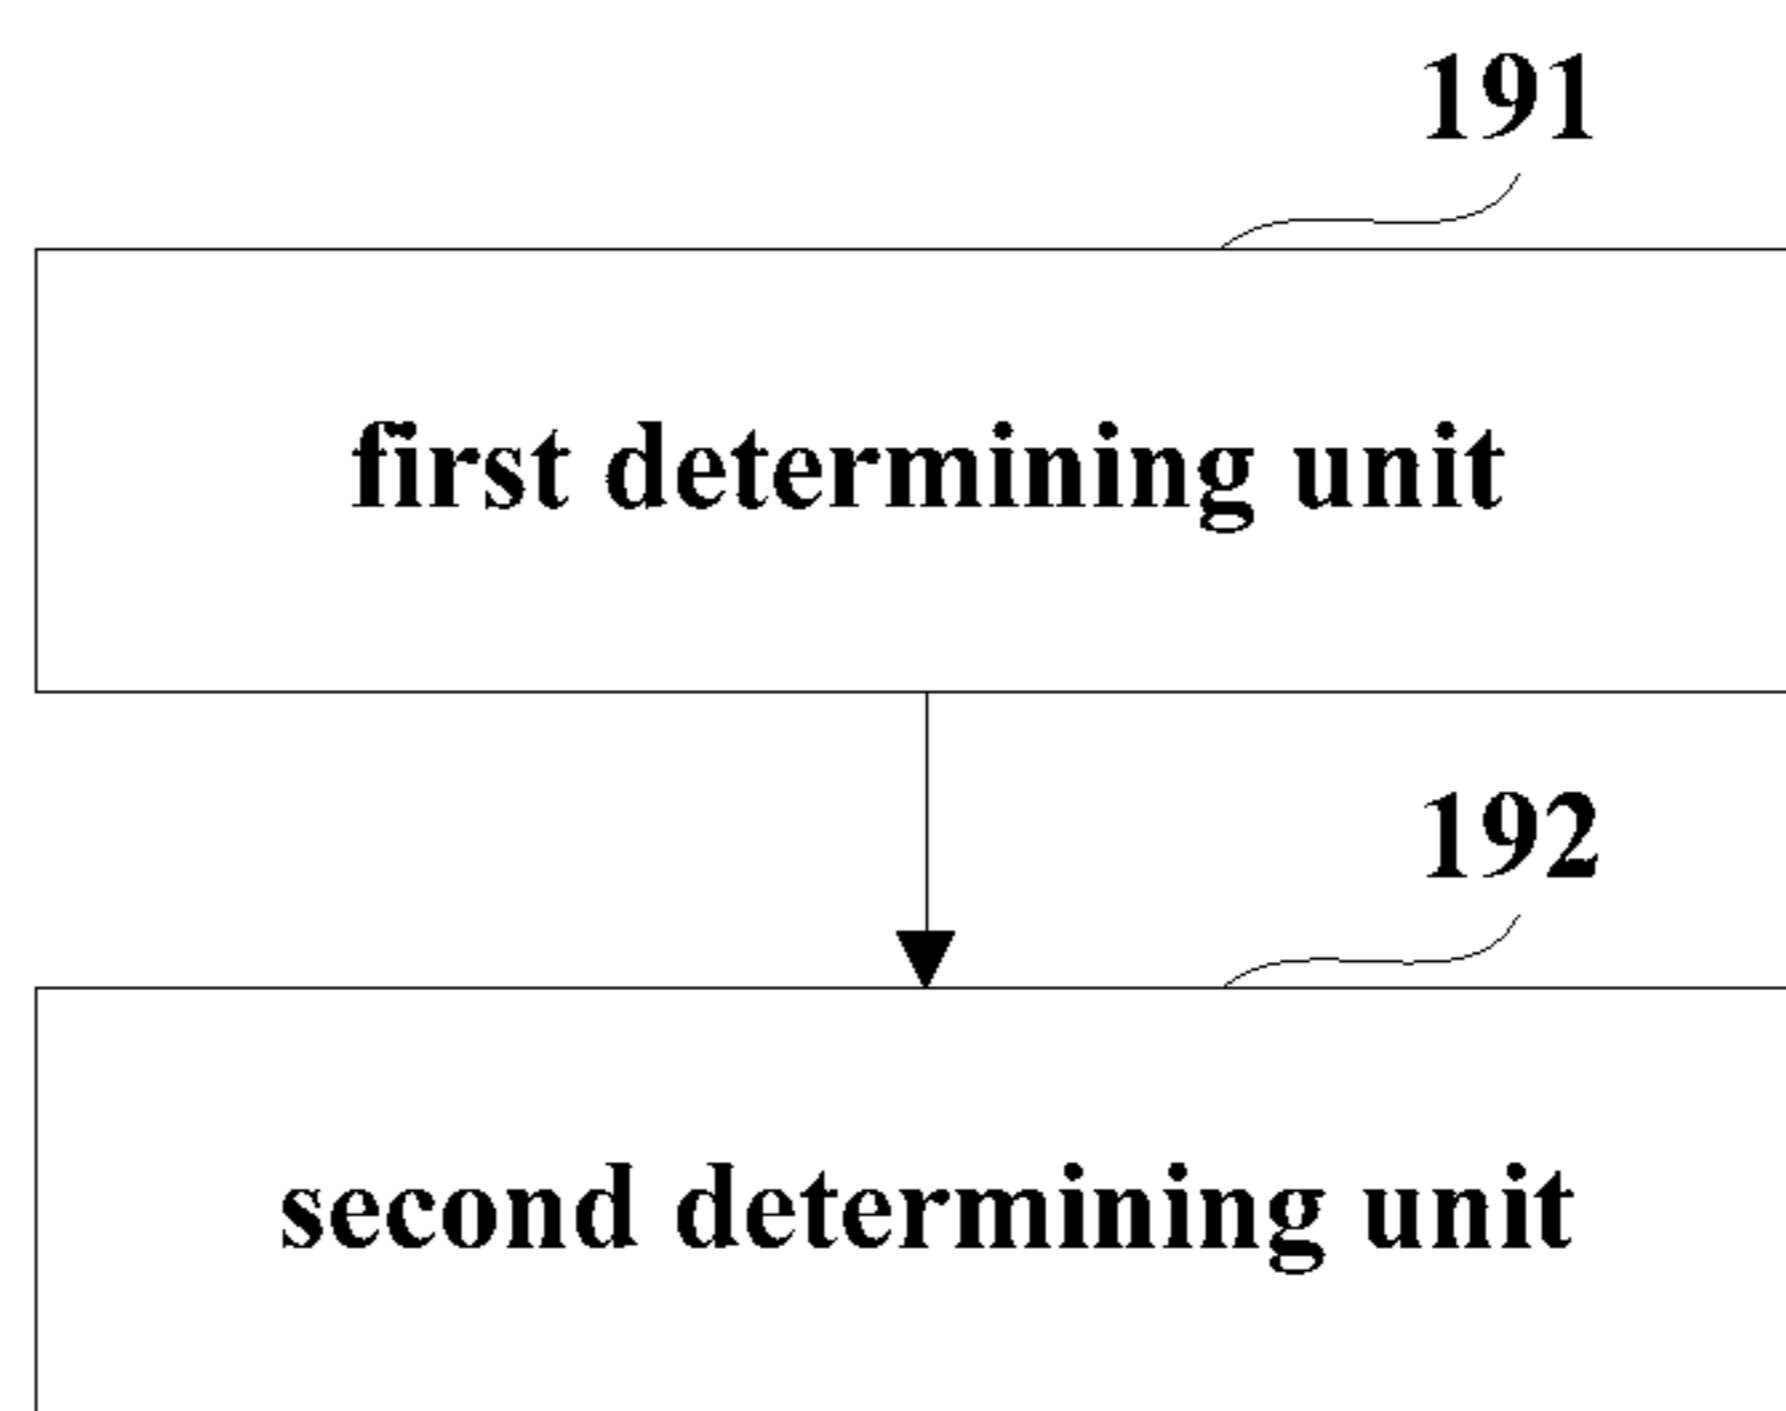 191
first determining unit
192
second determining unit